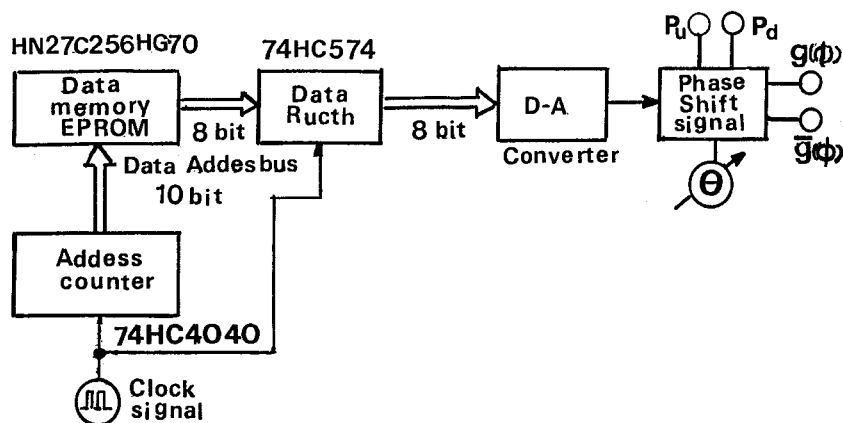 HN27C256HG70
74HC574
Pu
Pd
g(ϕ)
Data
memory
EPROM
8 bit
Data
Ructh
8 bit
D-A
Converter
Phase
Shift
signal
g̅(ϕ)
Data Addesbus
10 bit
Θ
Addess
counter
74HC4040
Clock
signal